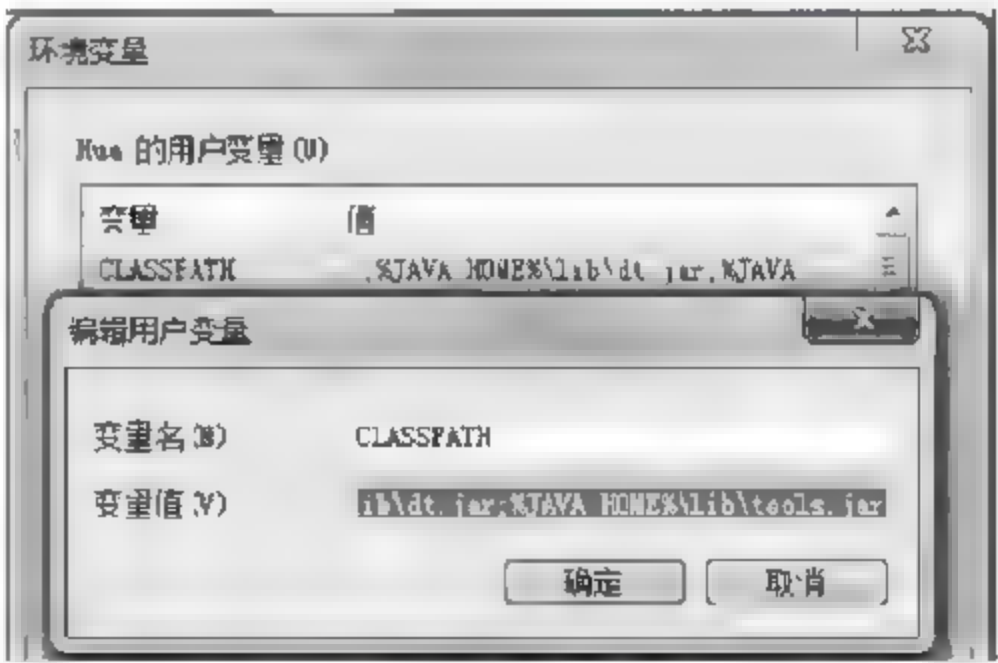 环境变量
的用户变量(U)
变量 值
CLASSPATH .%JAVA_HOME%\lib\dt.jar;%JAVA
编辑用户变量
变量名(N) CLASSPATH
变量值(V) ib\dt.jar;%JAVA_HOME%\lib\tools.jar
确定 取消